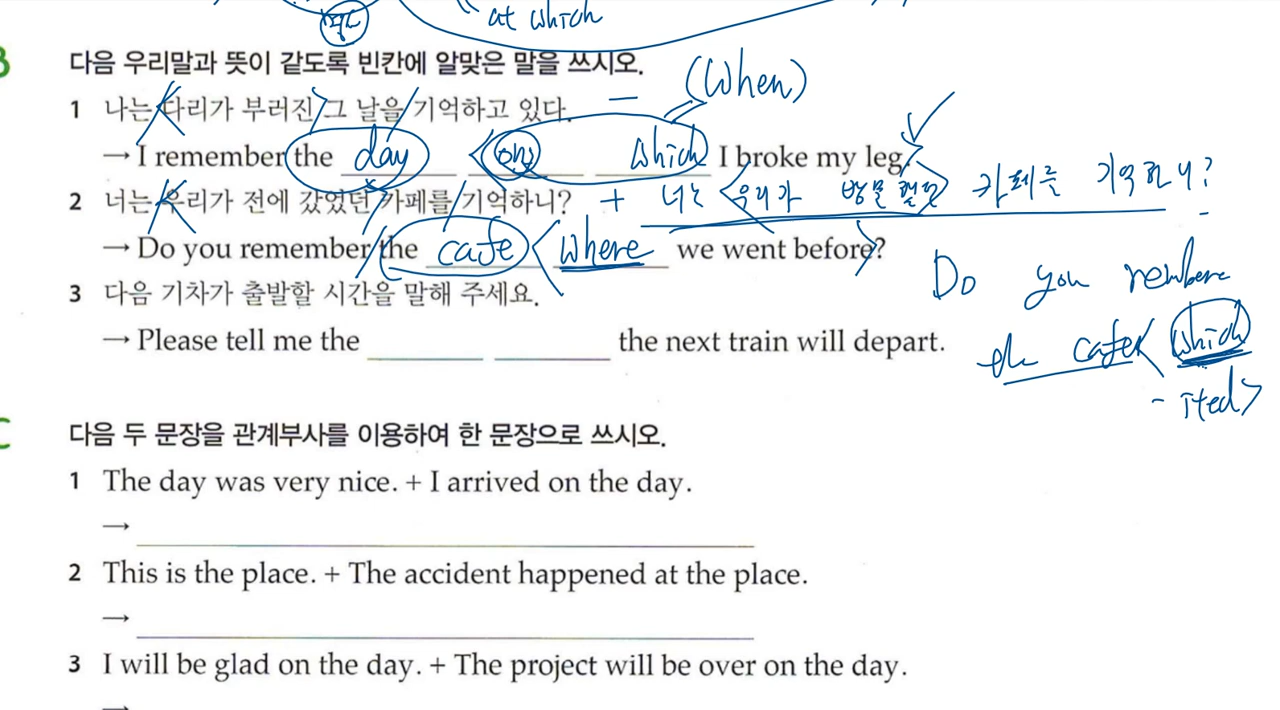 at which
B 다음 우리말과 뜻이 같도록 빈칸에 알맞은 말을 쓰시오.
(When)
1 나는 다리가 부러진 그 날을 기억하고 있다.
→ I remember the day on which I broke my leg.
2 너는 우리가 전에 갔었던 카페를 기억하니? + 너는 우리가 방문했던 카페를 기억하니?
→ Do you remember the cafe where we went before?
Do you remember
the cafe which
- ited
3 다음 기차가 출발할 시간을 말해 주세요.
→ Please tell me the ______ ______ the next train will depart.
C 다음 두 문장을 관계부사를 이용하여 한 문장으로 쓰시오.
1 The day was very nice. + I arrived on the day.
→
2 This is the place. + The accident happened at the place.
→
3 I will be glad on the day. + The project will be over on the day.
→